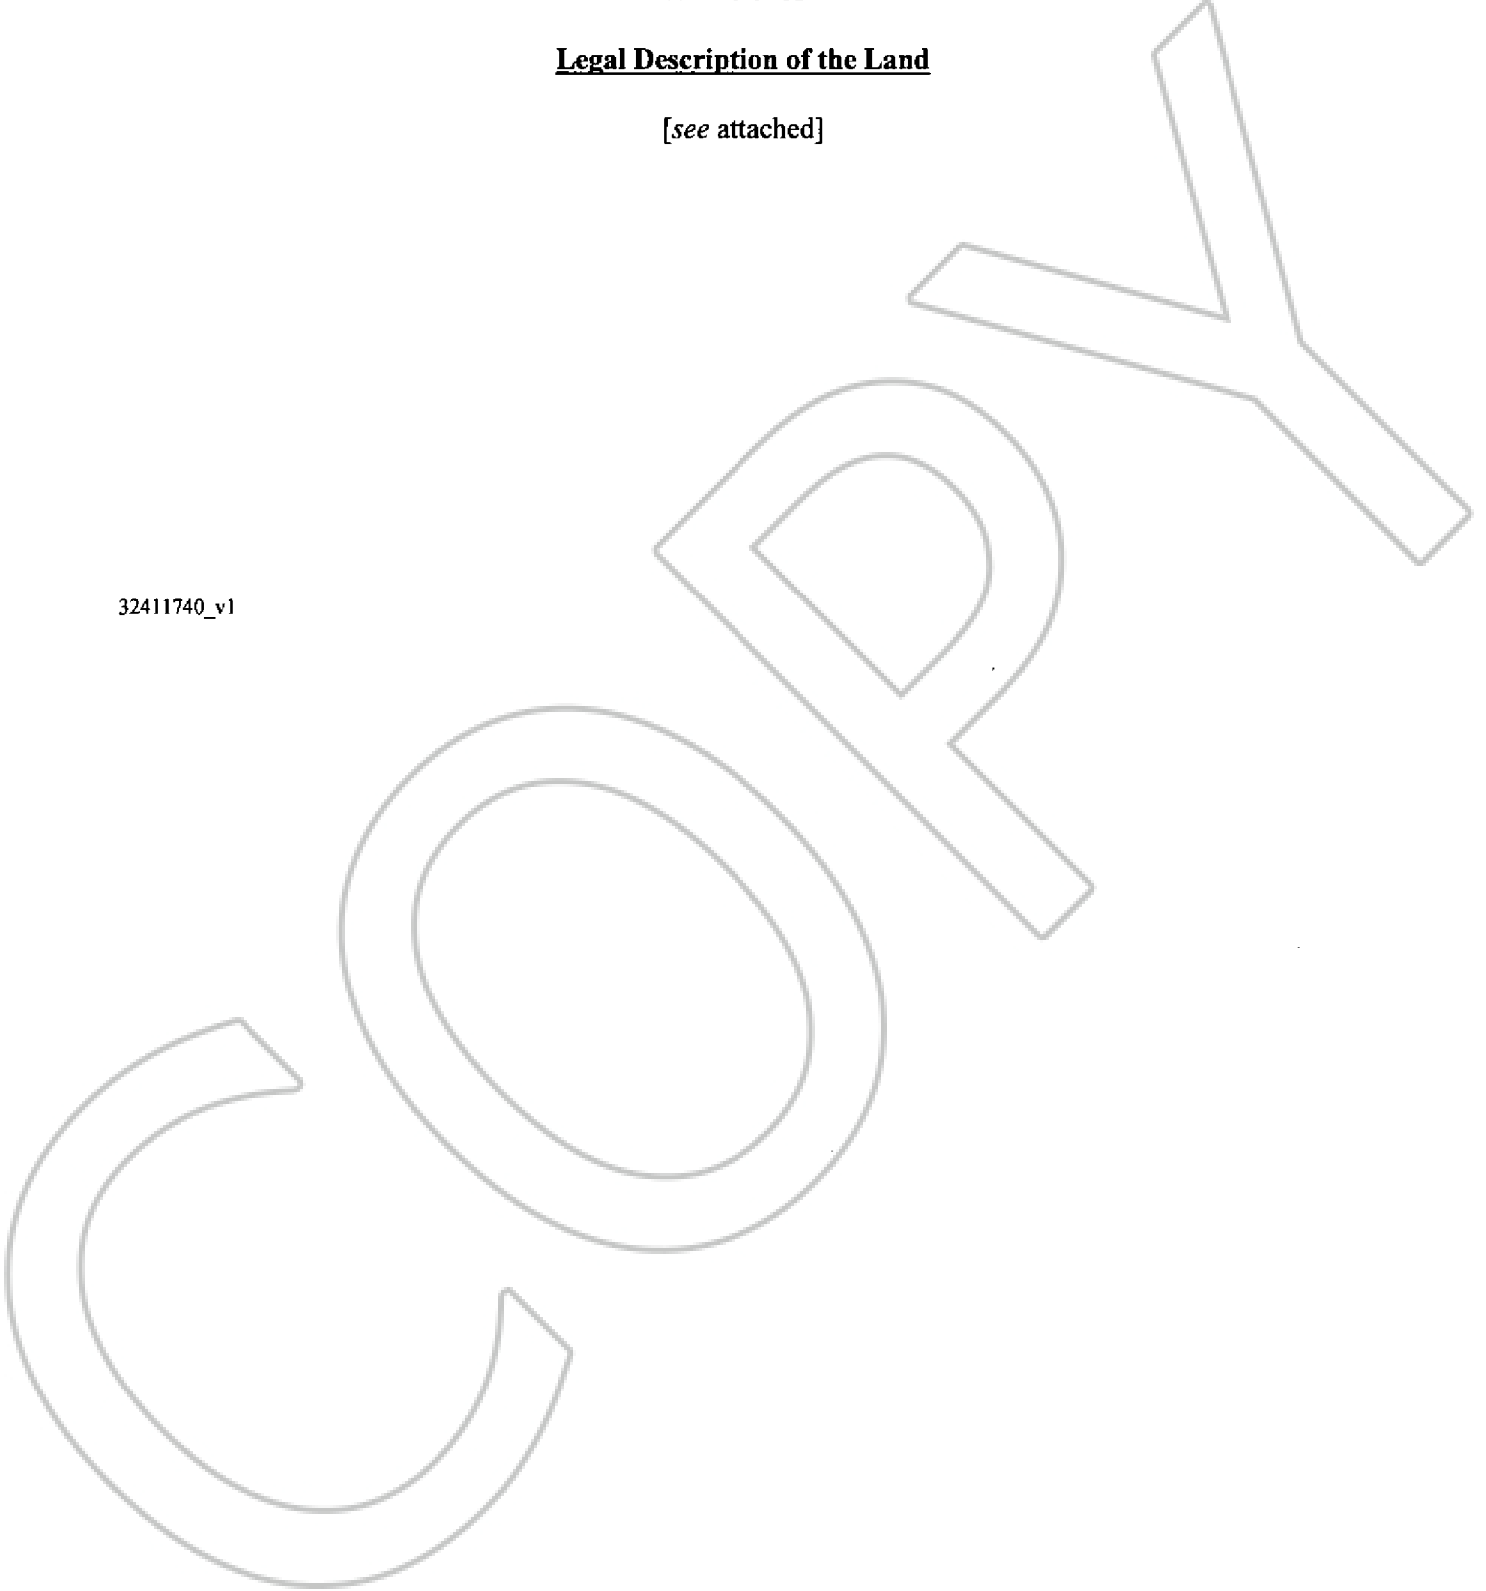 Legal Description of the Land
[see attached]
32411740_v1
COPY